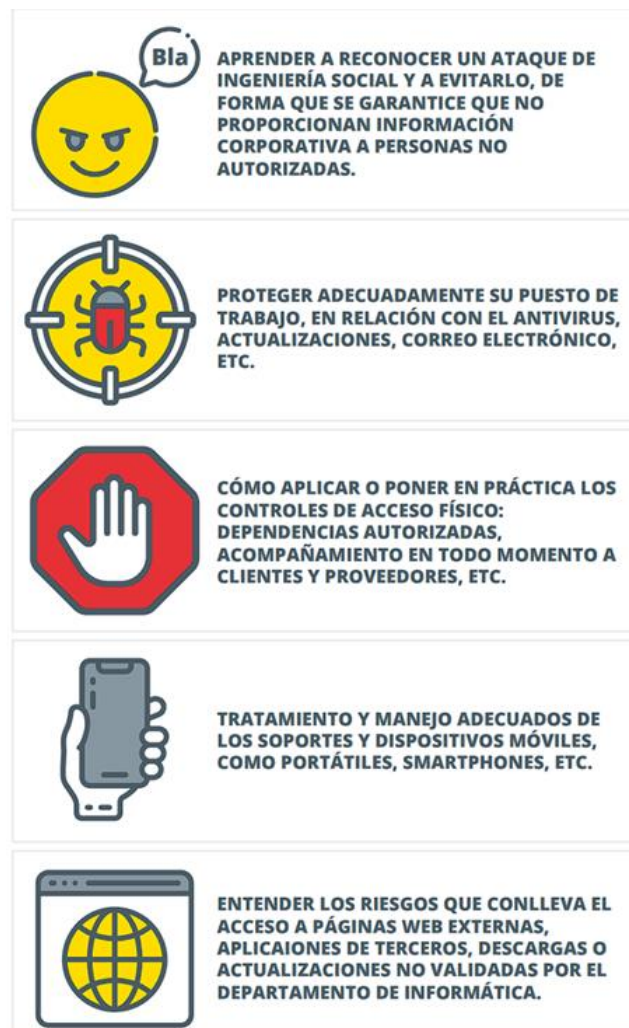 Bla
APRENDER A RECONOCER UN ATAQUE DE
INGENIERÍA SOCIAL Y A EVITARLO, DE
FORMA QUE SE GARANTICE QUE NO
PROPORCIONAN INFORMACIÓN
CORPORATIVA A PERSONAS NO
AUTORIZADAS.
PROTEGER ADECUADAMENTE SU PUESTO DE
TRABAJO, EN RELACIÓN CON EL ANTIVIRUS,
ACTUALIZACIONES, CORREO ELECTRÓNICO,
ETC.
CÓMO APLICAR O PONER EN PRÁCTICA LOS
CONTROLES DE ACCESO FÍSICO:
DEPENDENCIAS AUTORIZADAS,
ACOMPAÑAMIENTO EN TODO MOMENTO A
CLIENTES Y PROVEEDORES, ETC.
TRATAMIENTO Y MANEJO ADECUADOS DE
LOS SOPORTES Y DISPOSITIVOS MÓVILES,
COMO PORTÁTILES, SMARTPHONES, ETC.
ENTENDER LOS RIESGOS QUE CONLLEVA EL
ACCESO A PÁGINAS WEB EXTERNAS,
APLICAIONES DE TERCEROS, DESCARGAS O
ACTUALIZACIONES NO VALIDADAS POR EL
DEPARTAMENTO DE INFORMÁTICA.